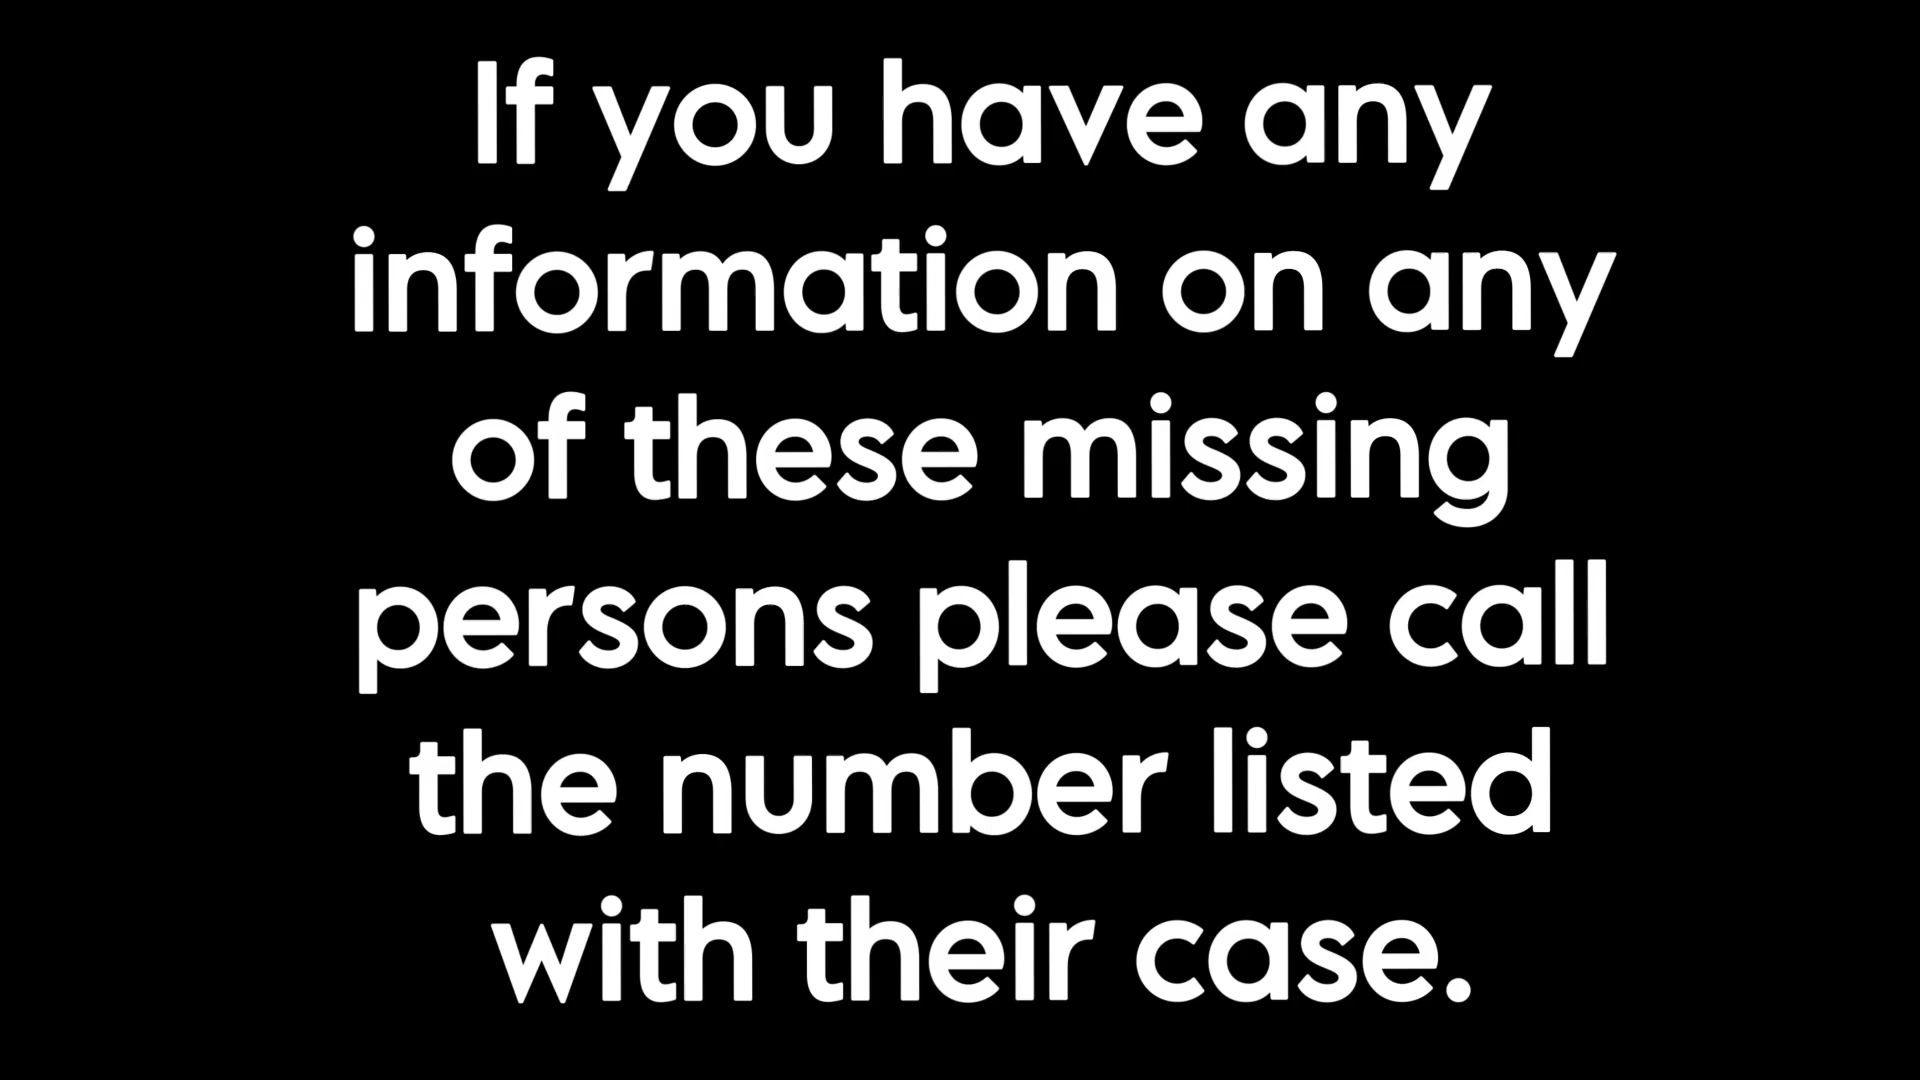 If you have any
information on any
of these missing
persons please call
the number listed
with their case.